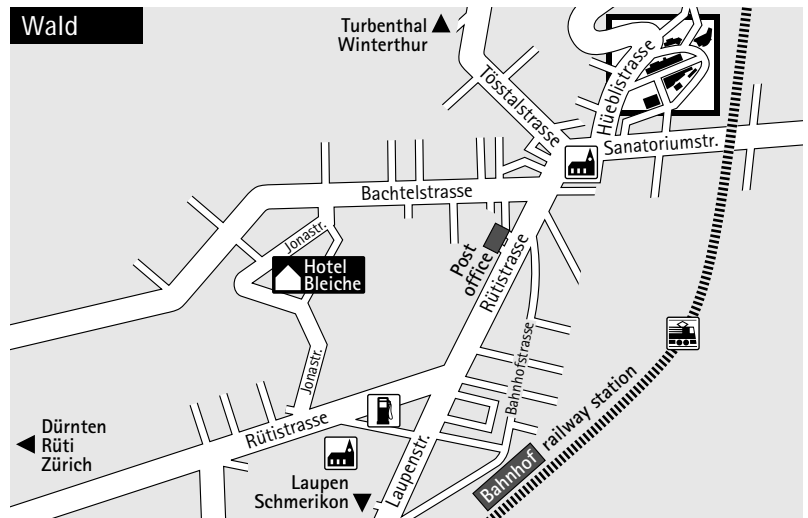 Wald
Turbenthal
Winterthur
Tösstalstrasse
Hüeblistrasse
Sanatoriumstr.
Bachtelstrasse
Jonastr.
Hotel
Bleiche
Post
office
Rütistrasse
Bahnhofstrasse
Jonastr.
Rütistrasse
Dürnten
Rüti
Zürich
Laupen
Schmerikon
Laupenstr.
Bahnhof railway station